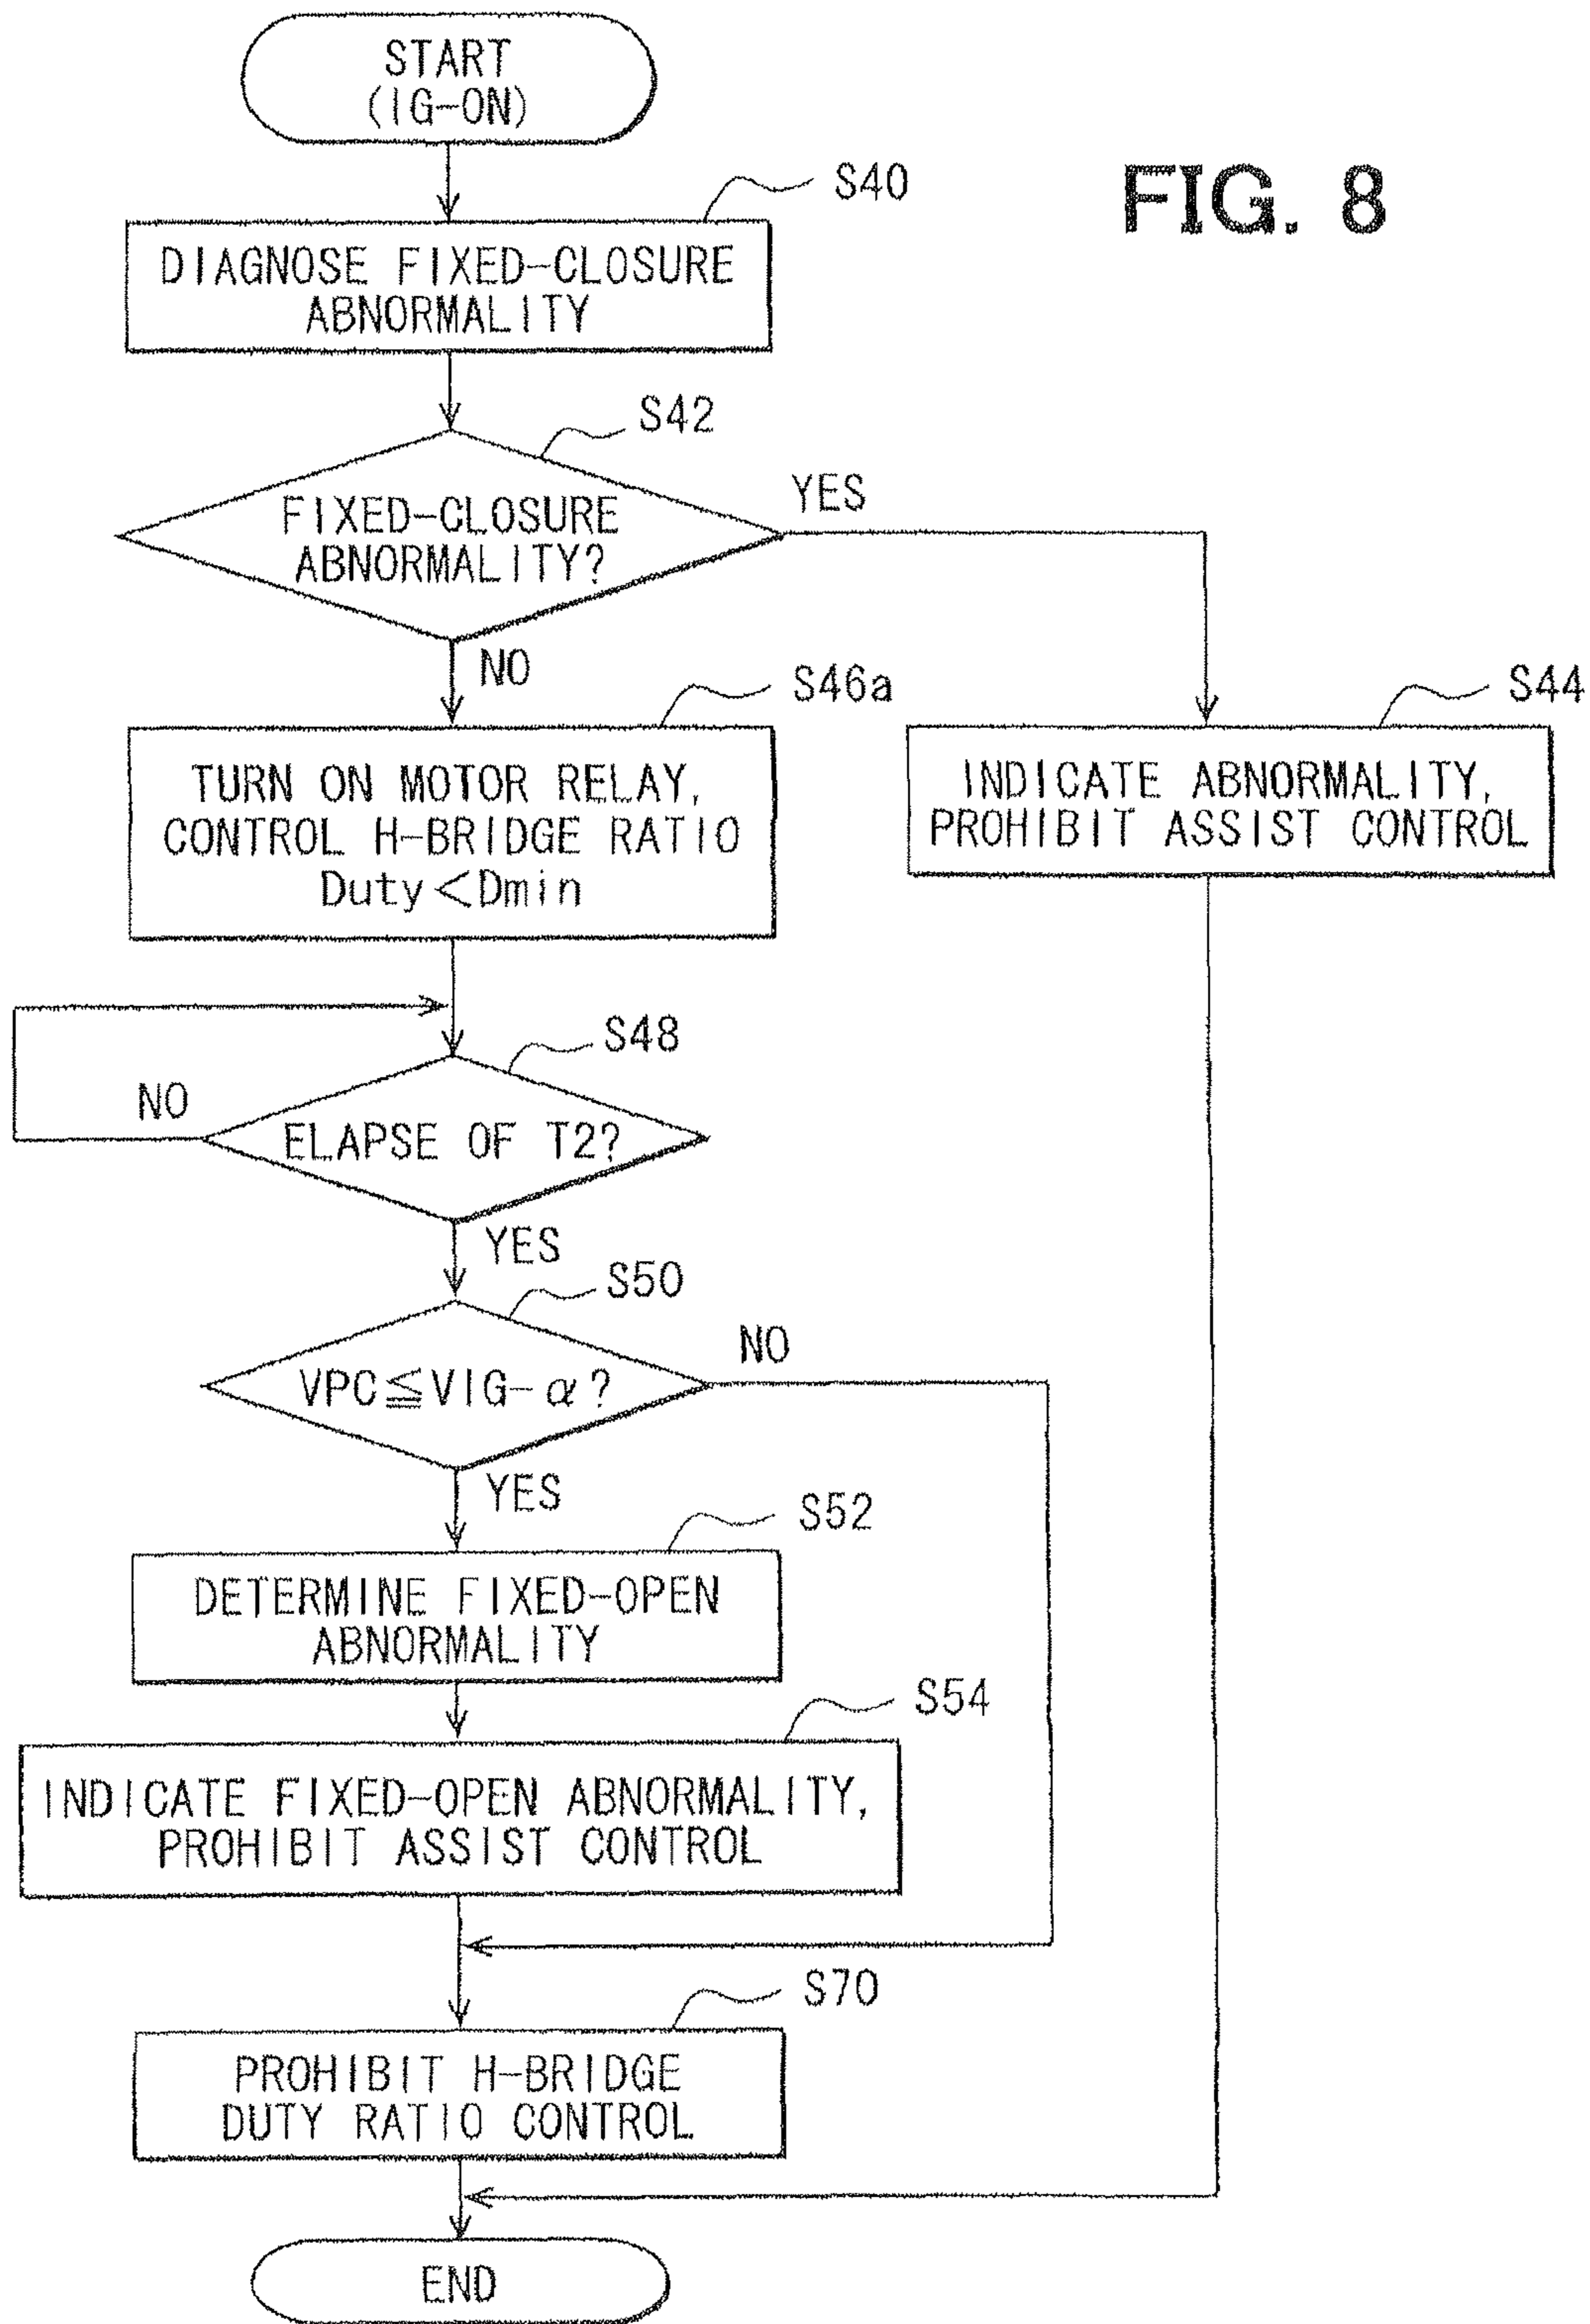 START
(IG-ON)
FIG. 8
S40
DIAGNOSE FIXED-CLOSURE
ABNORMALITY
S42
FIXED-CLOSURE
ABNORMALITY?
YES
NO
S46a
TURN ON MOTOR RELAY,
CONTROL H-BRIDGE RATIO
Duty<Dmin
S44
INDICATE ABNORMALITY,
PROHIBIT ASSIST CONTROL
S48
NO
ELAPSE OF T2?
YES
S50
NO
VPC≦VIG-α?
YES
S52
DETERMINE FIXED-OPEN
ABNORMALITY
S54
INDICATE FIXED-OPEN ABNORMALITY,
PROHIBIT ASSIST CONTROL
S70
PROHIBIT H-BRIDGE
DUTY RATIO CONTROL
END